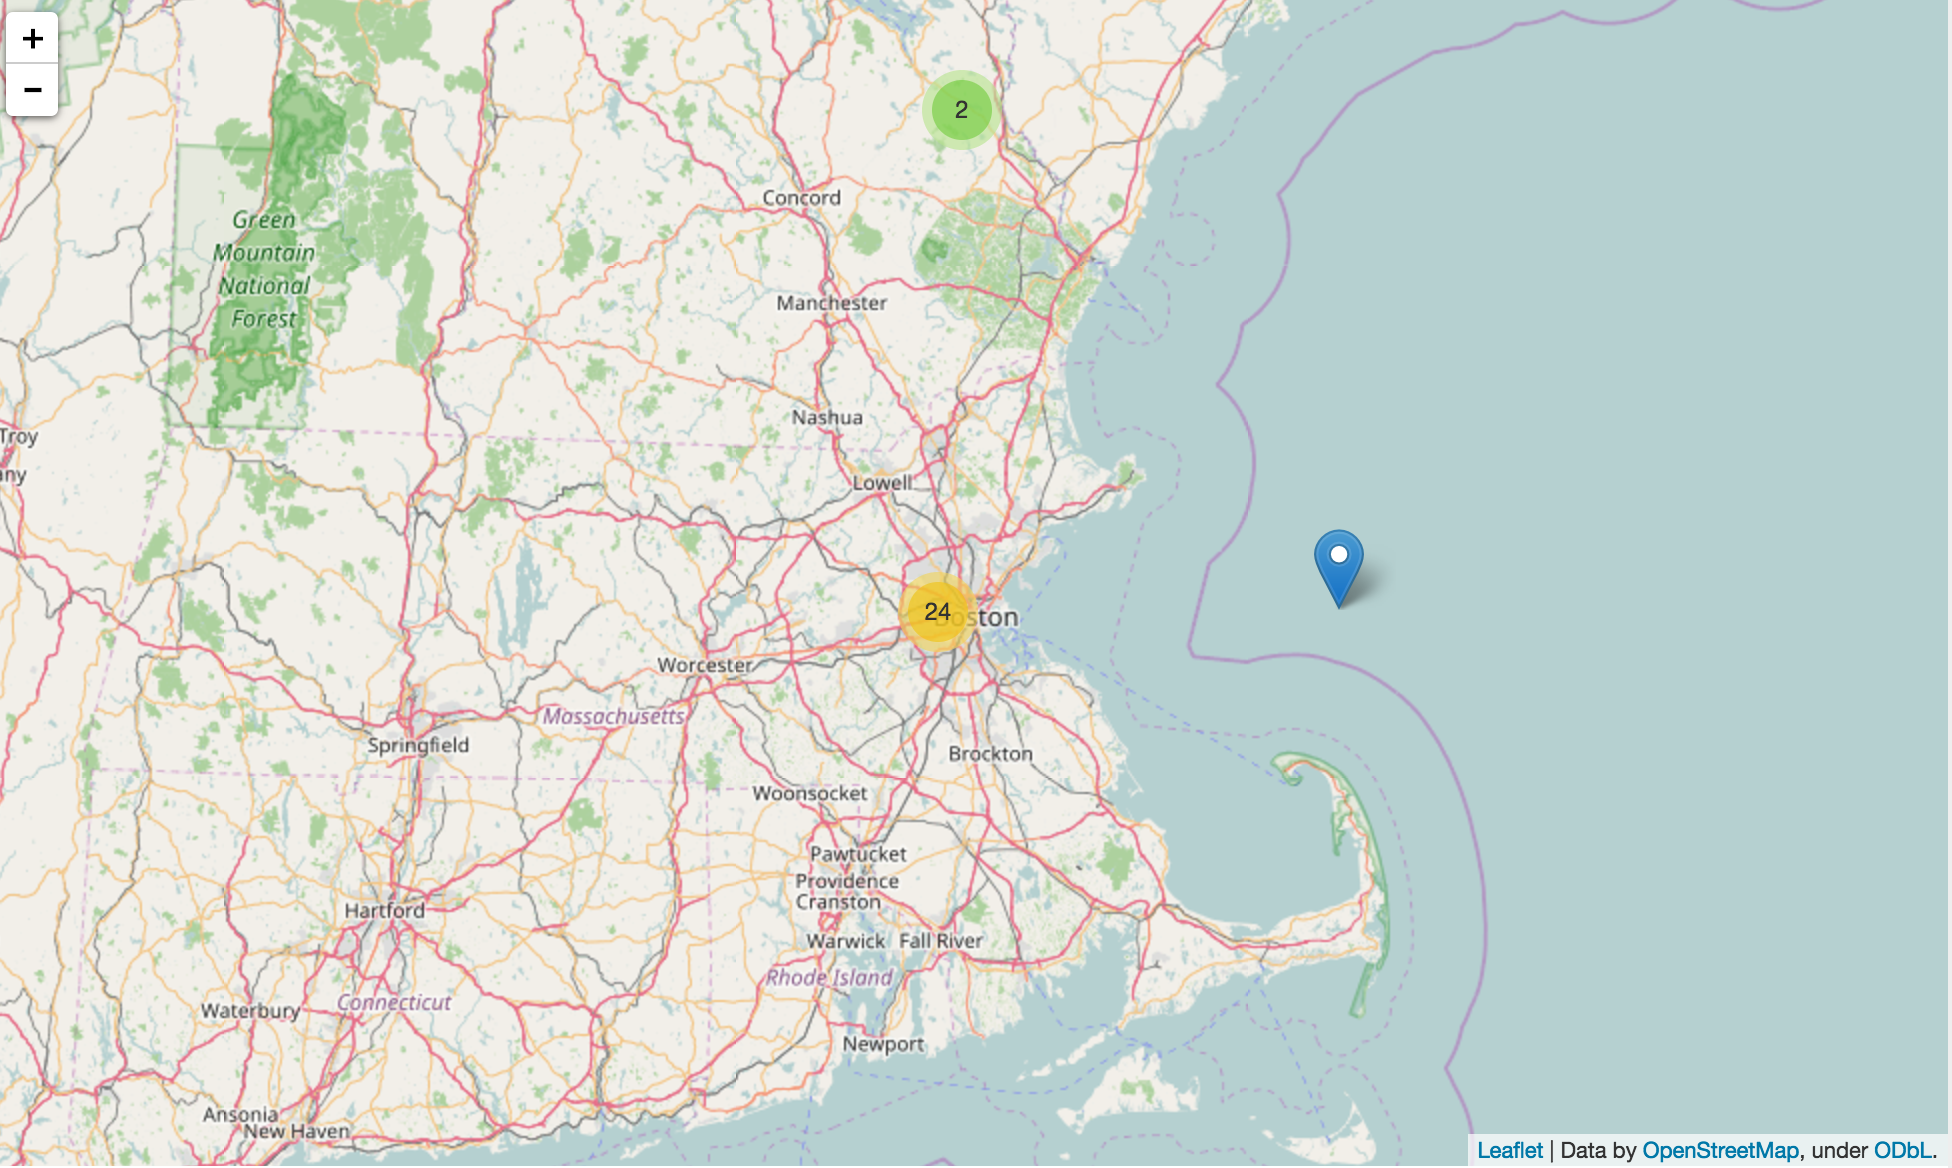 +
−
2
Concord
Green
Mountain
National
Forest
Manchester
Nashua
Troy
any
Lowell
24
oston
Worcester
Massachusetts
Springfield
Brockton
Woonsocket
Pawtucket
Providence
Cranston
Hartford
Warwick Fall River
Rhode Island
Connecticut
Waterbury
Newport
Ansonia
New Haven
Leaflet | Data by OpenStreetMap, under ODbL.